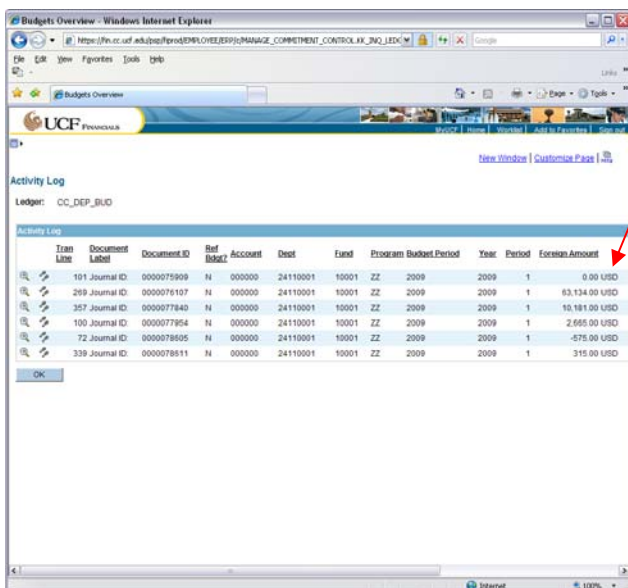 Budgets Overview - Windows Internet Explorer
https://fin.cc.ucf.edu/psp/fiprod/EMPLOYEE/ERP/c/MANAGE_COMMITMENT_CONTROL.KK_INQ_LEDG
Google
File Edit View Favorites Tools Help
Links
Budgets Overview
Page Tools
UCF FINANCIALS
MyUCF Home Worklist Add to Favorites Sign out
New Window Customize Page
Activity Log
Ledger: CC_DEP_BUD
Activity Log
Tran Line Document Label Document ID Ref Bdgt? Account Dept Fund Program Budget Period Year Period Foreign Amount
101 Journal ID: 0000075909 N 000000 24110001 10001 ZZ 2009 2009 1 0.00 USD
269 Journal ID: 0000076107 N 000000 24110001 10001 ZZ 2009 2009 1 63,134.00 USD
357 Journal ID: 0000077840 N 000000 24110001 10001 ZZ 2009 2009 1 10,181.00 USD
100 Journal ID: 0000077954 N 000000 24110001 10001 ZZ 2009 2009 1 2,665.00 USD
72 Journal ID: 0000078605 N 000000 24110001 10001 ZZ 2009 2009 1 -575.00 USD
339 Journal ID: 0000078611 N 000000 24110001 10001 ZZ 2009 2009 1 315.00 USD
OK
Internet 100%